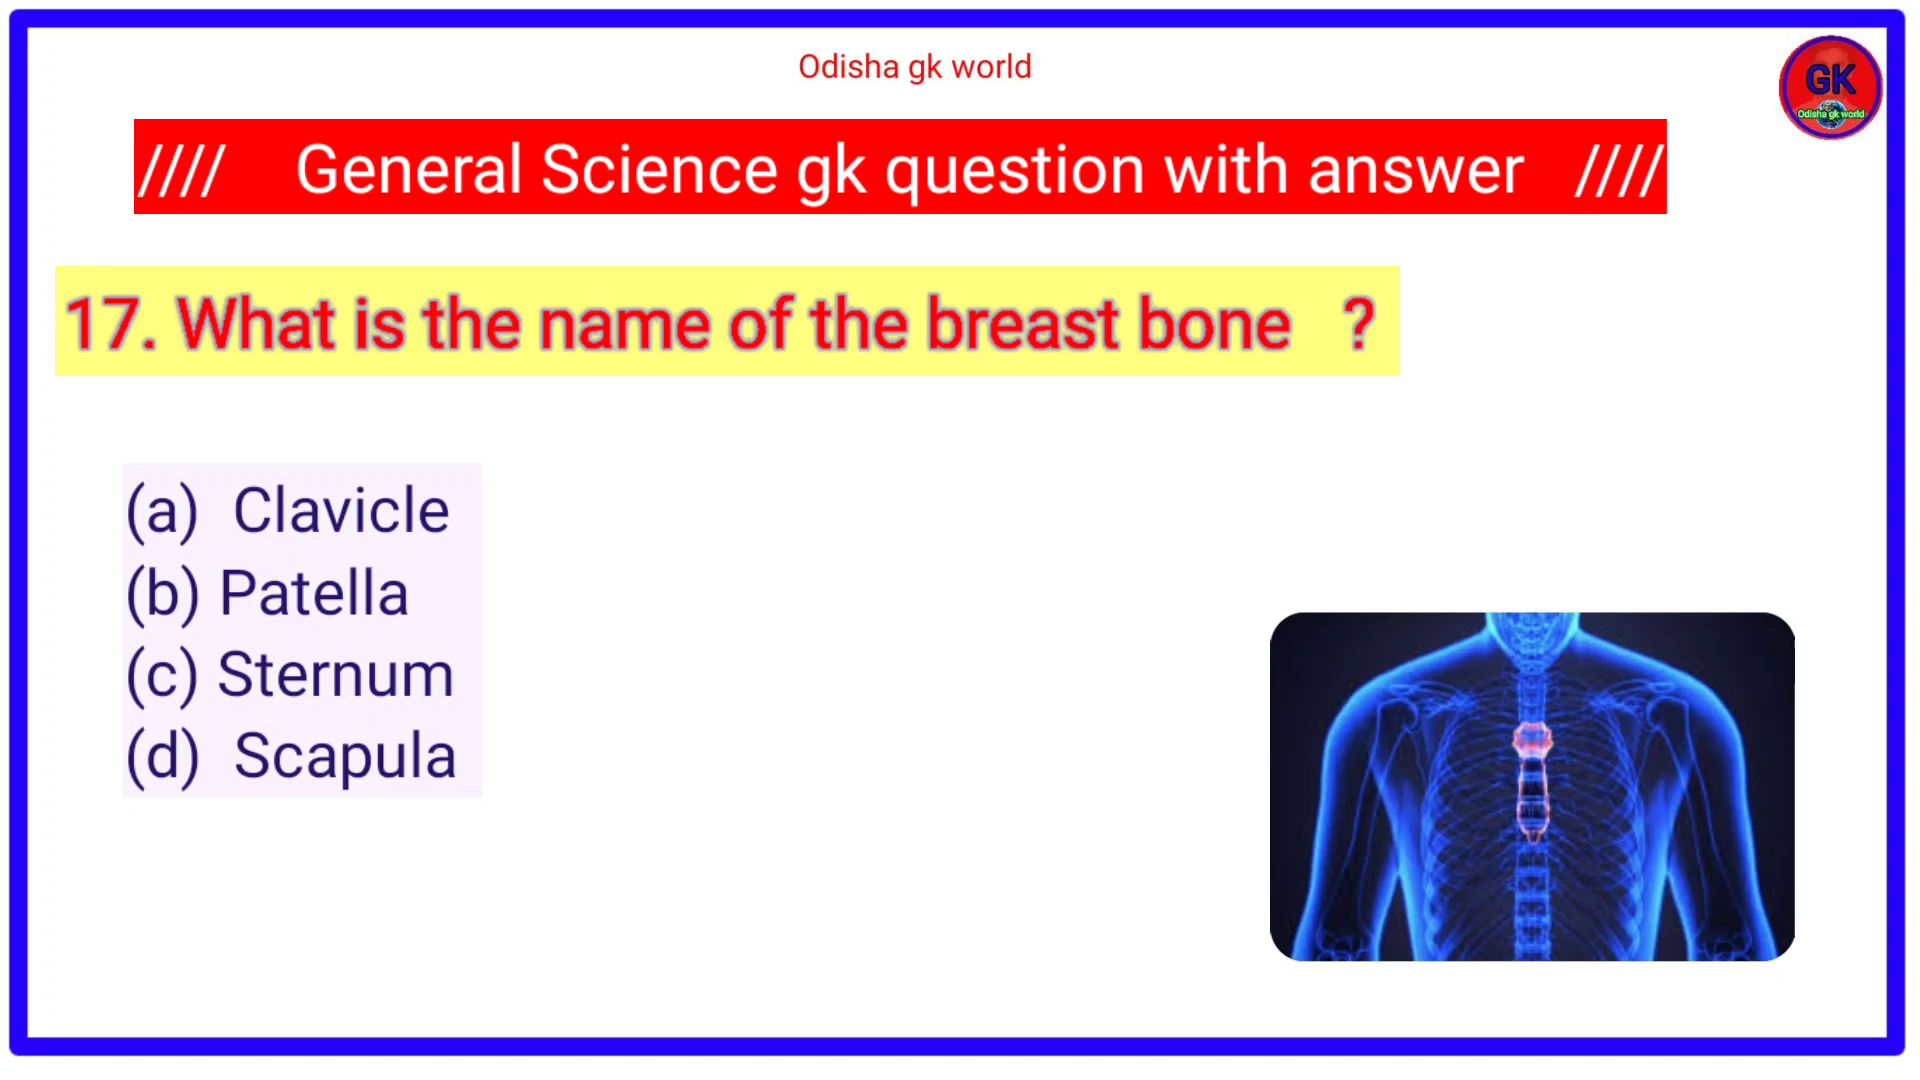 Odisha gk world
GK
Odisha gk world
//// General Science gk question with answer ////
17. What is the name of the breast bone ?
(a) Clavicle
(b) Patella
(c) Sternum
(d) Scapula